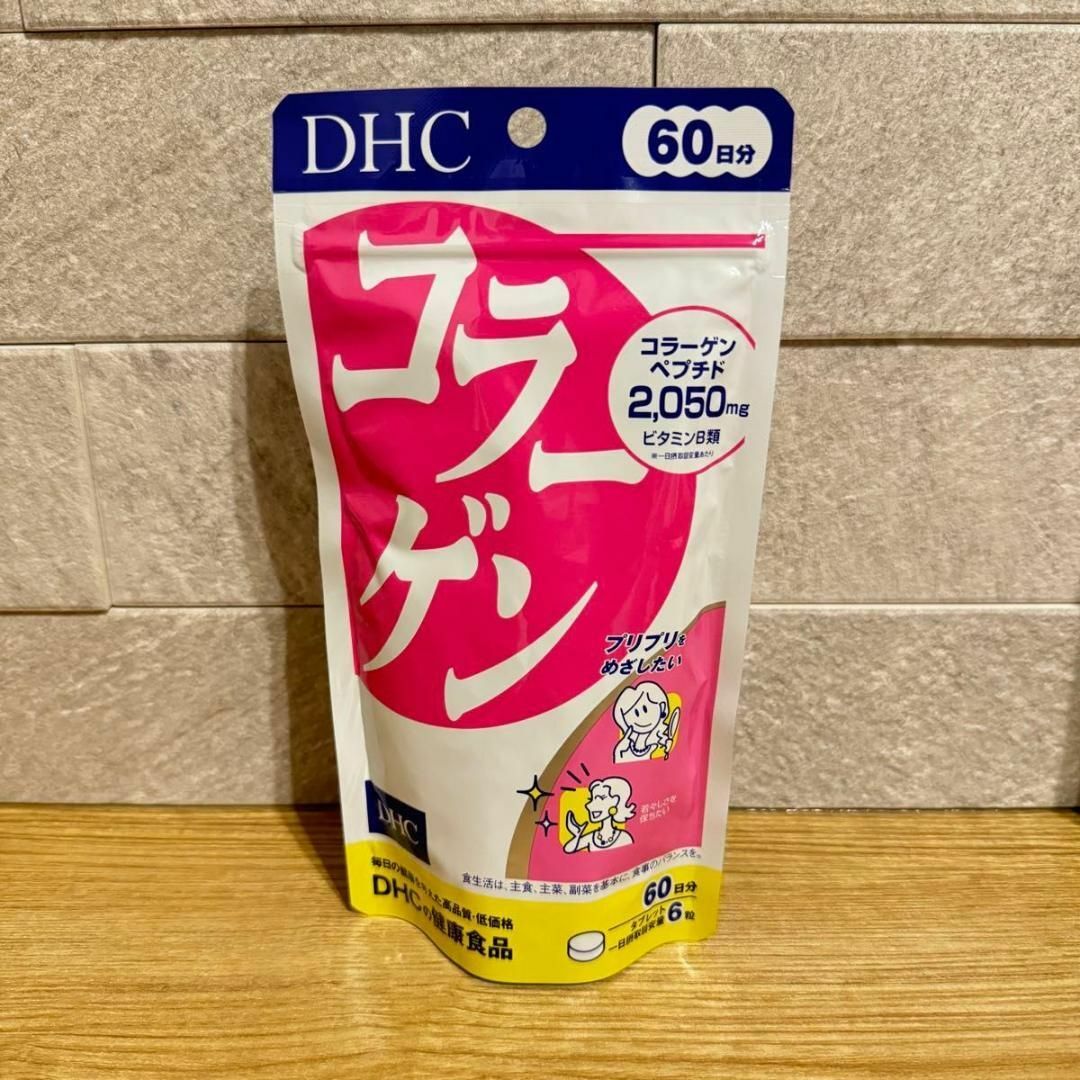 DHC
60日分
コラーゲン
コラーゲン
ペプチド
2,050mg
ビタミンB類
※一日摂取目安量あたり
プリプリを
めざしたい
若々しさを
保ちたい
DHC
食生活は、主食、主菜、副菜を基本に、食事のバランスを。
毎日の健康を考えた高品質・低価格
DHCの健康食品
60日分
タブレット
一日摂取目安量 6粒